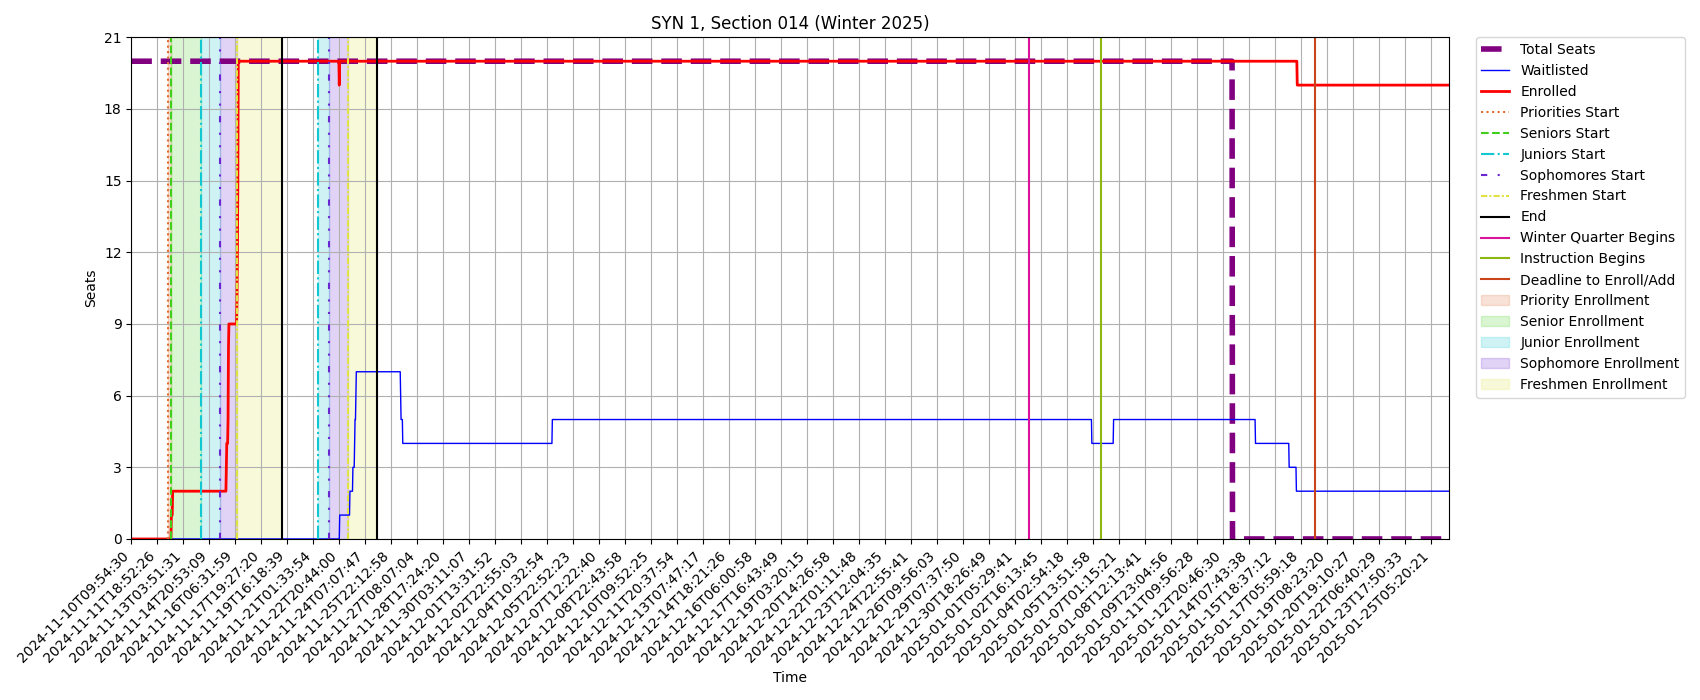 SYN 1, Section 014 (Winter 2025)
21
18
15
12
9
6
3
0
Seats
2024-11-10T09:54:30
2024-11-11T18:52:26
2024-11-13T03:51:31
2024-11-14T20:53:09
2024-11-16T06:31:59
2024-11-17T19:27:20
2024-11-19T16:18:39
2024-11-21T01:33:54
2024-11-22T20:44:00
2024-11-24T07:07:47
2024-11-25T22:12:58
2024-11-27T08:07:04
2024-11-28T17:24:20
2024-11-30T03:11:07
2024-12-01T13:31:52
2024-12-02T22:55:03
2024-12-04T10:32:54
2024-12-05T22:52:23
2024-12-07T12:22:40
2024-12-08T22:43:58
2024-12-10T09:52:25
2024-12-11T20:37:54
2024-12-13T07:47:17
2024-12-14T18:21:26
2024-12-16T06:00:58
2024-12-17T16:43:49
2024-12-19T03:20:15
2024-12-20T14:26:58
2024-12-22T01:11:48
2024-12-23T12:04:35
2024-12-24T22:55:41
2024-12-26T09:56:03
2024-12-29T07:37:50
2024-12-30T18:26:49
2025-01-01T05:29:41
2025-01-02T16:13:45
2025-01-04T02:54:18
2025-01-05T13:51:58
2025-01-07T01:15:21
2025-01-08T12:13:41
2025-01-09T23:04:56
2025-01-11T09:56:28
2025-01-12T20:46:30
2025-01-14T07:43:38
2025-01-15T18:37:12
2025-01-17T05:59:18
2025-01-19T08:23:20
2025-01-20T19:10:27
2025-01-22T06:40:29
2025-01-23T17:50:33
2025-01-25T05:20:21
Time
Total Seats
Waitlisted
Enrolled
Priorities Start
Seniors Start
Juniors Start
Sophomores Start
Freshmen Start
End
Winter Quarter Begins
Instruction Begins
Deadline to Enroll/Add
Priority Enrollment
Senior Enrollment
Junior Enrollment
Sophomore Enrollment
Freshmen Enrollment